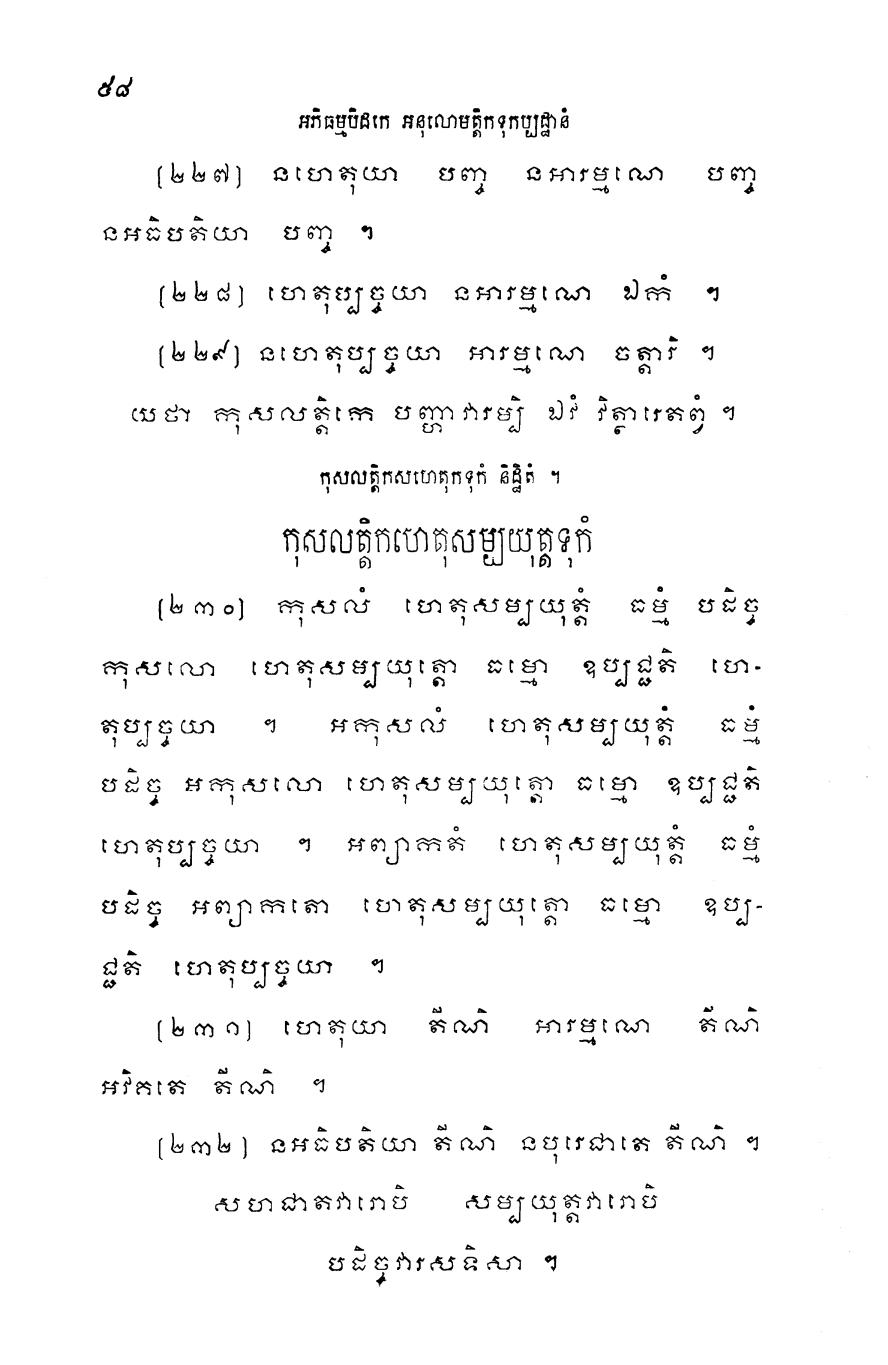 ៥៨
អភិធម្មបិដកេ អនុលោមត្តិកទុកប្បដ្ឋានំ
(២២៧) នហេតុយា បញ្ច នអារម្មណេ បញ្ច
នអធិបតិយា បញ្ច ។
(២២៨) ហេតុប្បច្ចយា នអារម្មណេ ឯកំ ។
(២២៩) នហេតុប្បច្ចយា អារម្មណេ ចត្តារិ ។
យថា កុសលត្តិកេ បញ្ហាវារម្បិ ឯវំ វិត្ថារេតព្វំ ។
កុសលត្តិកសហេតុកទុកំ និដ្ឋិតំ ។
កុសលត្តិកហេតុសម្បយុត្តទុកំ
(២៣០) កុសលំ ហេតុសម្បយុត្តំ ធម្មំ បដិច្ច
កុសលោ ហេតុសម្បយុត្តោ ធម្មោ ឧប្បជ្ជតិ ហេ-
តុប្បច្ចយា ។ អកុសលំ ហេតុសម្បយុត្តំ ធម្មំ
បដិច្ច អកុសលោ ហេតុសម្បយុត្តោ ធម្មោ ឧប្បជ្ជតិ
ហេតុប្បច្ចយា ។ អព្យាកតំ ហេតុសម្បយុត្តំ ធម្មំ
បដិច្ច អព្យាកតោ ហេតុសម្បយុត្តោ ធម្មោ ឧប្ប-
ជ្ជតិ ហេតុប្បច្ចយា ។
(២៣១) ហេតុយា តីណិ អារម្មណេ តីណិ
អវិគតេ តីណិ ។
(២៣២) នអធិបតិយា តីណិ នបុរេជាតេ តីណិ ។
សហជាតវារោបិ សម្បយុត្តវារោបិ
បដិច្ចវារសទិសា ។